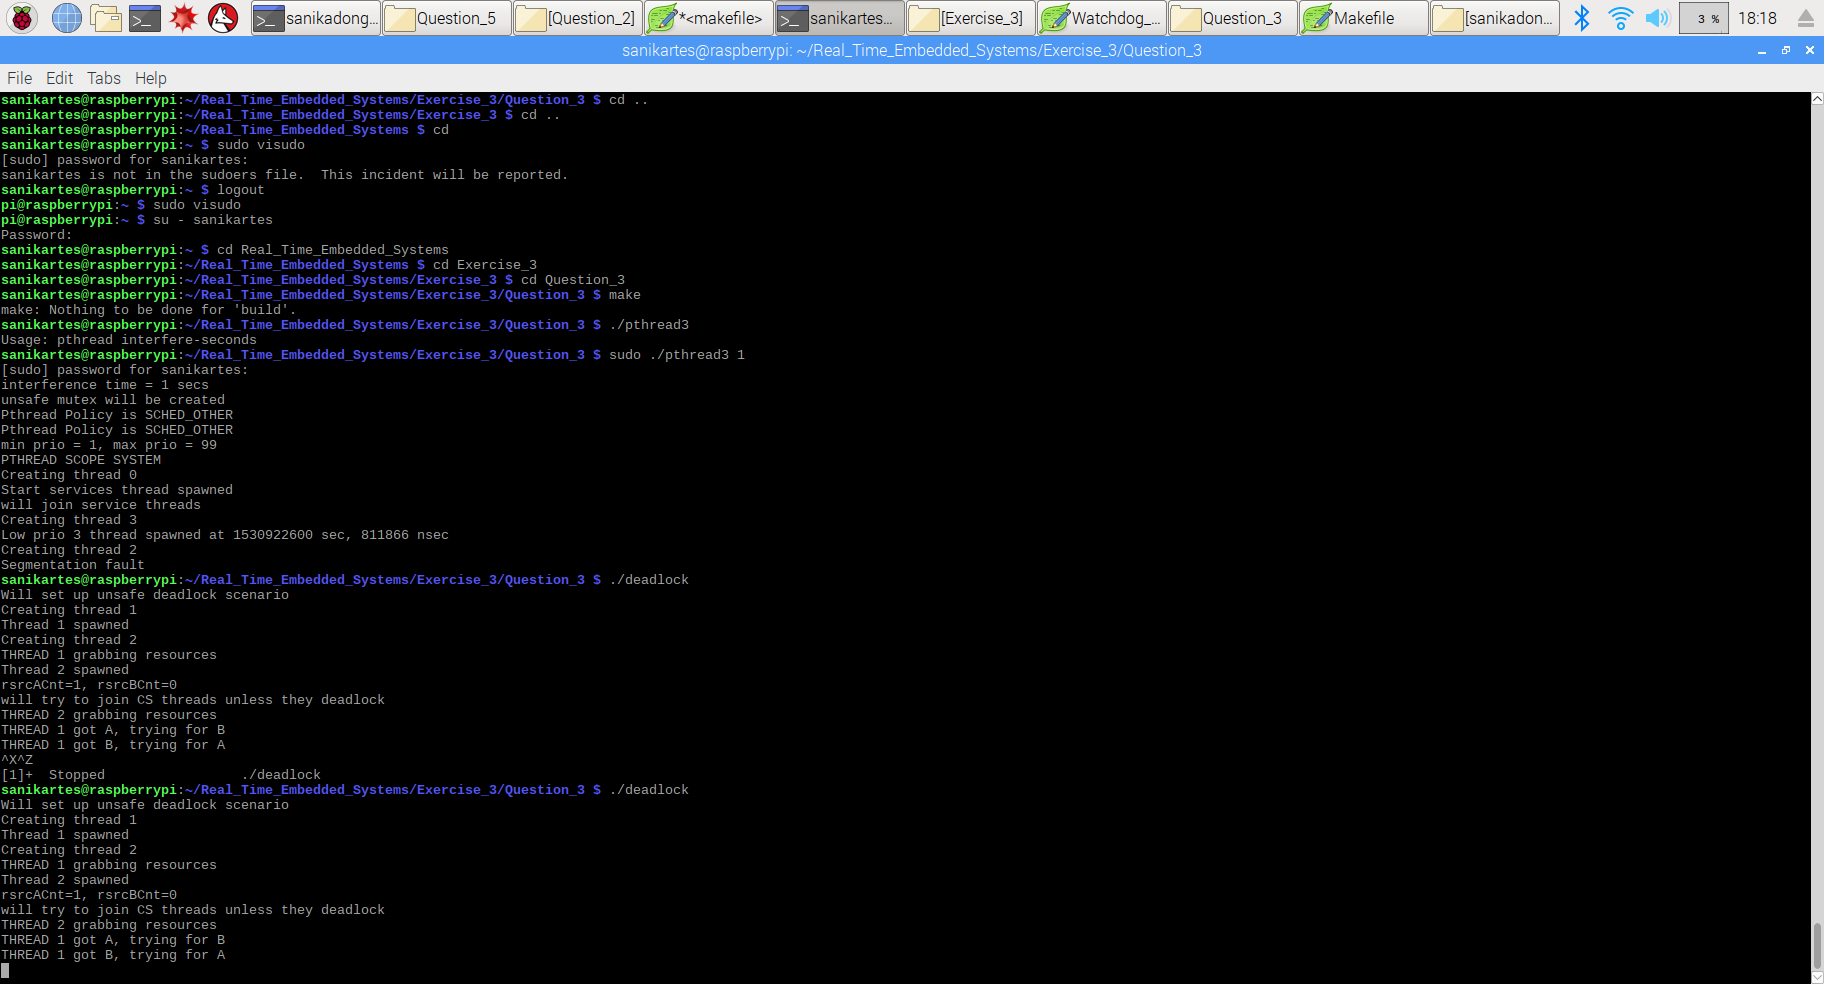 sanikadong...
Question_5
[Question_2]
*<makefile>
sanikartes...
[Exercise_3]
Watchdog_...
Question_3
Makefile
[sanikadon...
3 %
18:18
sanikartes@raspberrypi: ~/Real_Time_Embedded_Systems/Exercise_3/Question_3
File Edit Tabs Help
sanikartes@raspberrypi:~/Real_Time_Embedded_Systems/Exercise_3/Question_3 $ cd ..
sanikartes@raspberrypi:~/Real_Time_Embedded_Systems/Exercise_3 $ cd ..
sanikartes@raspberrypi:~/Real_Time_Embedded_Systems $ cd
sanikartes@raspberrypi:~ $ sudo visudo
[sudo] password for sanikartes:
sanikartes is not in the sudoers file.  This incident will be reported.
sanikartes@raspberrypi:~ $ logout
pi@raspberrypi:~ $ sudo visudo
pi@raspberrypi:~ $ su - sanikartes
Password:
sanikartes@raspberrypi:~ $ cd Real_Time_Embedded_Systems
sanikartes@raspberrypi:~/Real_Time_Embedded_Systems $ cd Exercise_3
sanikartes@raspberrypi:~/Real_Time_Embedded_Systems/Exercise_3 $ cd Question_3
sanikartes@raspberrypi:~/Real_Time_Embedded_Systems/Exercise_3/Question_3 $ make
make: Nothing to be done for 'build'.
sanikartes@raspberrypi:~/Real_Time_Embedded_Systems/Exercise_3/Question_3 $ ./pthread3
Usage: pthread interfere-seconds
sanikartes@raspberrypi:~/Real_Time_Embedded_Systems/Exercise_3/Question_3 $ sudo ./pthread3 1
[sudo] password for sanikartes:
interference time = 1 secs
unsafe mutex will be created
Pthread Policy is SCHED_OTHER
Pthread Policy is SCHED_OTHER
min prio = 1, max prio = 99
PTHREAD SCOPE SYSTEM
Creating thread 0
Start services thread spawned
will join service threads
Creating thread 3
Low prio 3 thread spawned at 1530922600 sec, 811866 nsec
Creating thread 2
Segmentation fault
sanikartes@raspberrypi:~/Real_Time_Embedded_Systems/Exercise_3/Question_3 $ ./deadlock
Will set up unsafe deadlock scenario
Creating thread 1
Thread 1 spawned
Creating thread 2
THREAD 1 grabbing resources
Thread 2 spawned
rsrcACnt=1, rsrcBCnt=0
will try to join CS threads unless they deadlock
THREAD 2 grabbing resources
THREAD 1 got A, trying for B
THREAD 1 got B, trying for A
^X^Z
[1]+  Stopped                 ./deadlock
sanikartes@raspberrypi:~/Real_Time_Embedded_Systems/Exercise_3/Question_3 $ ./deadlock
Will set up unsafe deadlock scenario
Creating thread 1
Thread 1 spawned
Creating thread 2
THREAD 1 grabbing resources
Thread 2 spawned
rsrcACnt=1, rsrcBCnt=0
will try to join CS threads unless they deadlock
THREAD 2 grabbing resources
THREAD 1 got A, trying for B
THREAD 1 got B, trying for A